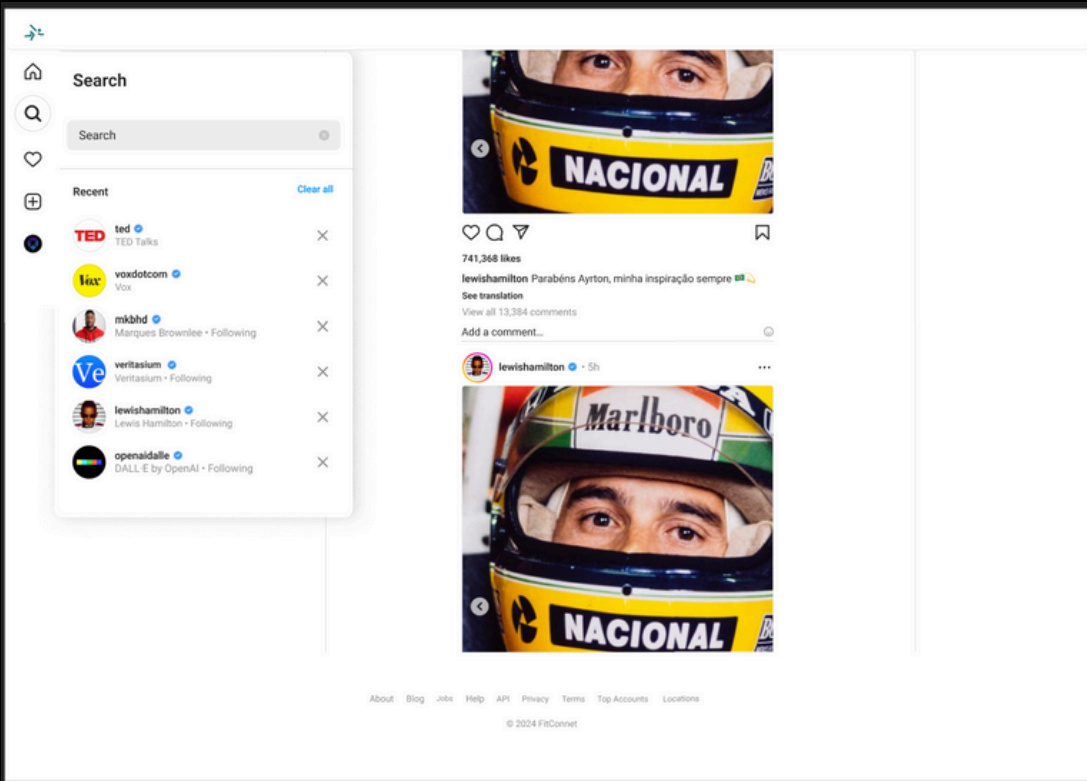 Search
Search
Recent
Clear all
TED
ted
TED Talks
Vox
voxdotcom
Vox
mkbhd
Marques Brownlee • Following
Ve
veritasium
Veritasium • Following
lewishamilton
Lewis Hamilton • Following
openaidalle
DALL·E by OpenAI • Following
NACIONAL
741,368 likes
lewishamilton Parabéns Ayrton, minha inspiração sempre
See translation
View all 13,384 comments
Add a comment...
lewishamilton • 5h
Marlboro
NACIONAL
About Blog Jobs Help API Privacy Terms Top Accounts Locations
© 2024 FitConnet